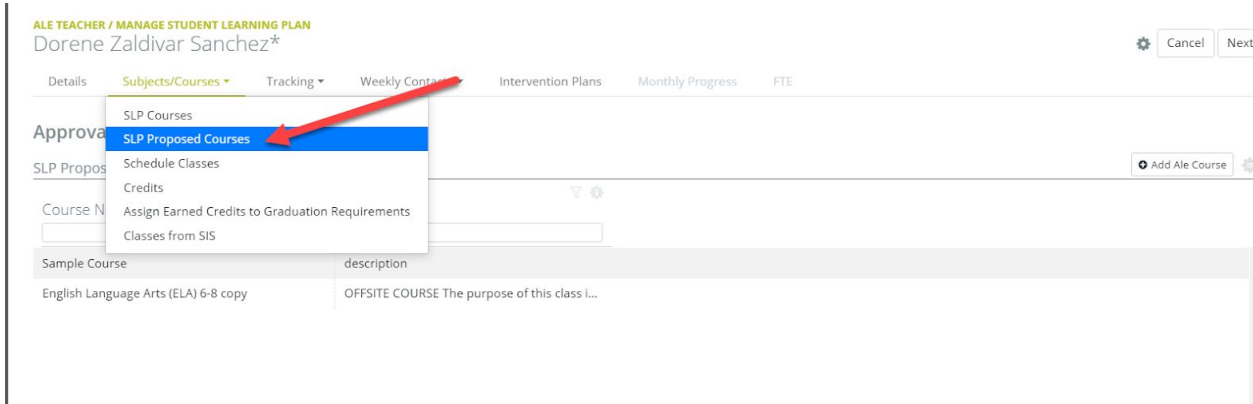 ALE TEACHER / MANAGE STUDENT LEARNING PLAN
Dorene Zaldivar Sanchez*
Cancel Next
Details Subjects/Courses Tracking Weekly Contact Intervention Plans Monthly Progress FTE
SLP Courses
Approva
SLP Proposed Courses
SLP Propos
Schedule Classes
Add Ale Course
Credits
Course N
Assign Earned Credits to Graduation Requirements
Classes from SIS
Sample Course description
English Language Arts (ELA) 6-8 copy OFFSITE COURSE The purpose of this class i...